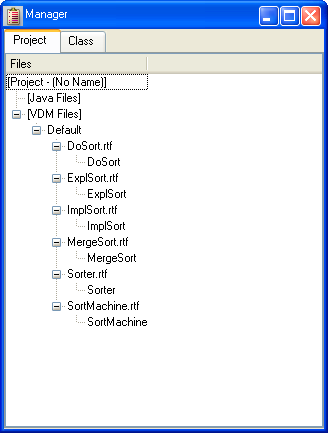 Manager
Project Class
Files
[Project - (No Name)]
[Java Files]
[VDM Files]
Default
DoSort.rtf
DoSort
ExplSort.rtf
ExplSort
ImplSort.rtf
ImplSort
MergeSort.rtf
MergeSort
Sorter.rtf
Sorter
SortMachine.rtf
SortMachine